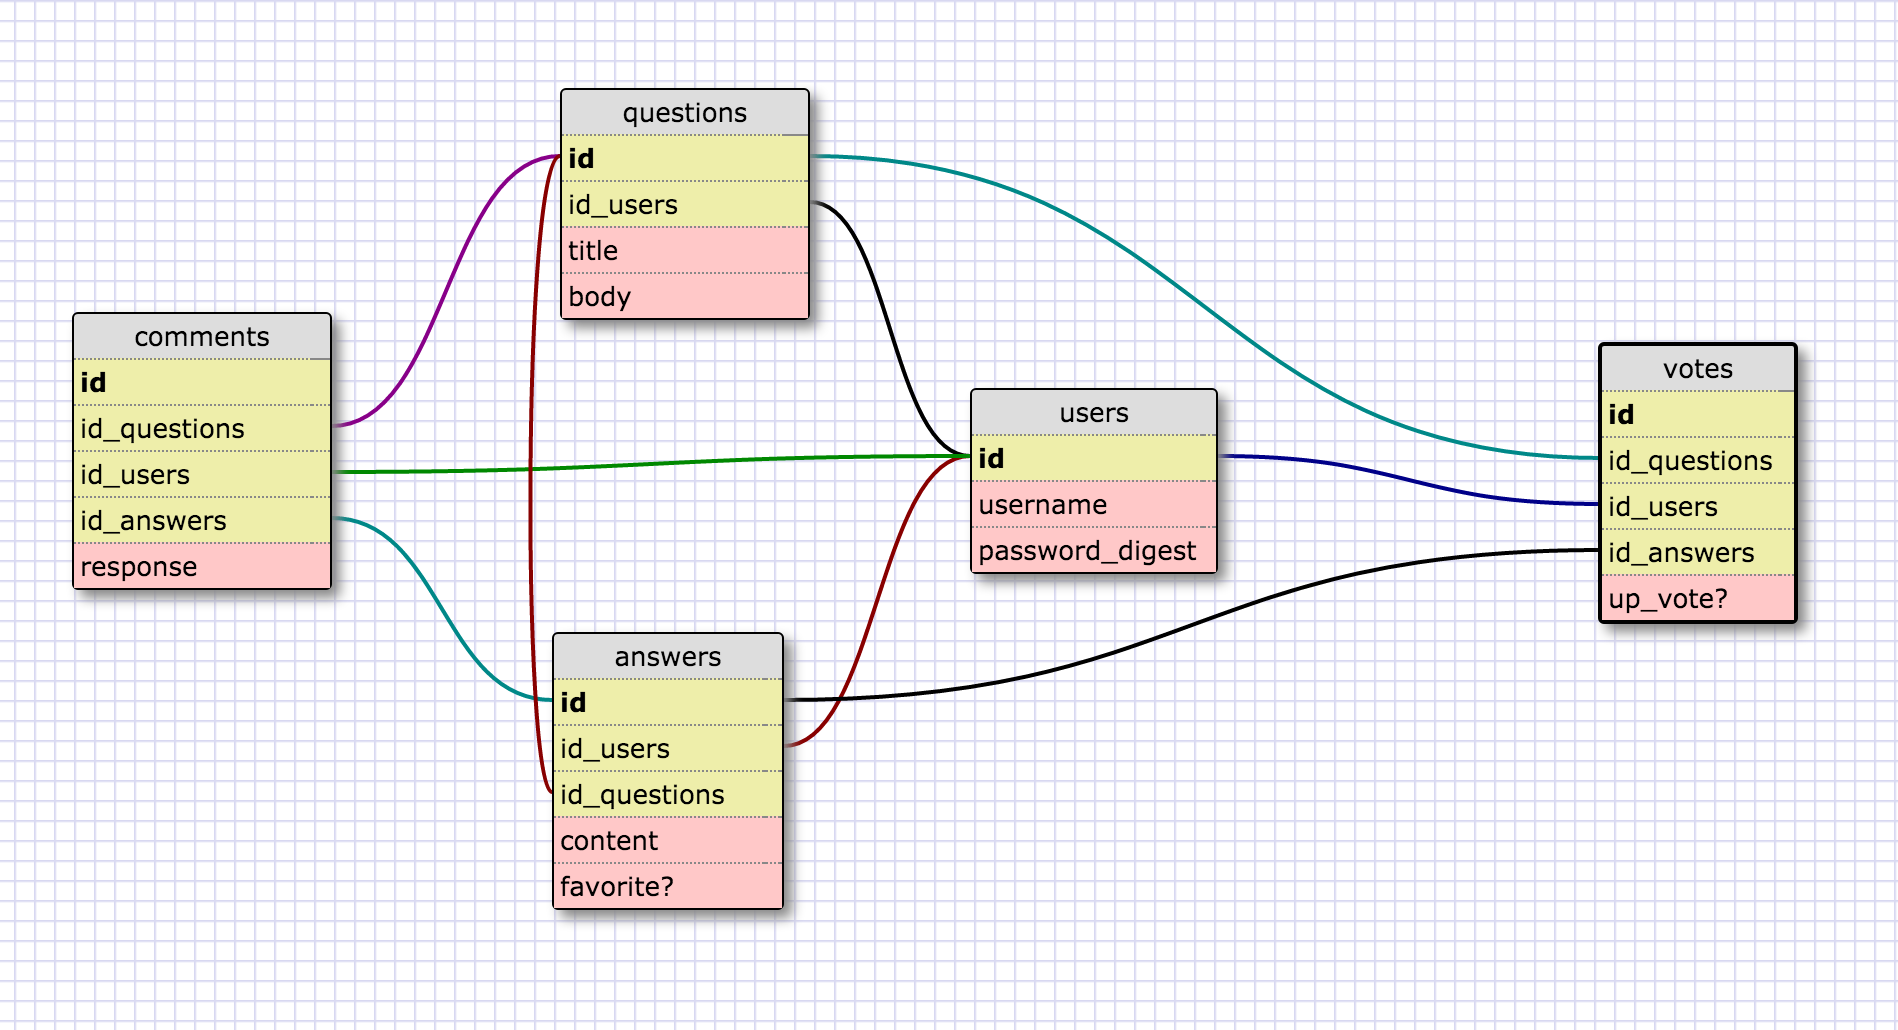 questions
id
id_users
title
body
comments
id
id_questions
id_users
id_answers
response
users
id
username
password_digest
votes
id
id_questions
id_users
id_answers
up_vote?
answers
id
id_users
id_questions
content
favorite?